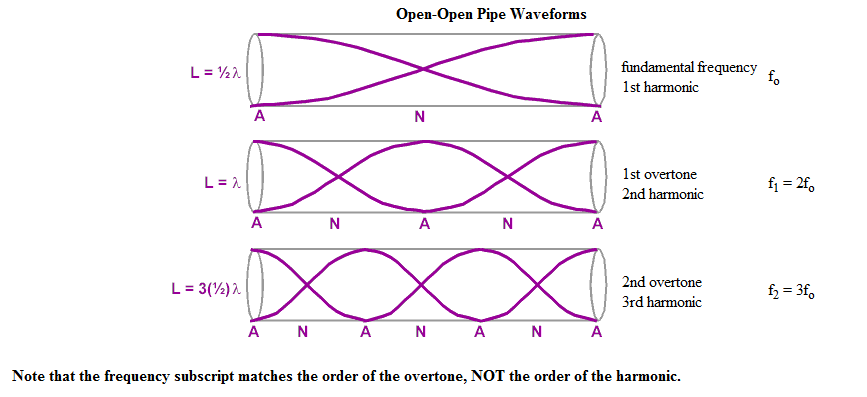 Open-Open Pipe Waveforms
L = ½λ
fundamental frequency fₒ
1st harmonic
A N A
L = λ
1st overtone
2nd harmonic
f₁ = 2fₒ
A N A N A
L = 3(½)λ
2nd overtone
3rd harmonic
f₂ = 3fₒ
A N A N A N A
Note that the frequency subscript matches the order of the overtone, NOT the order of the harmonic.